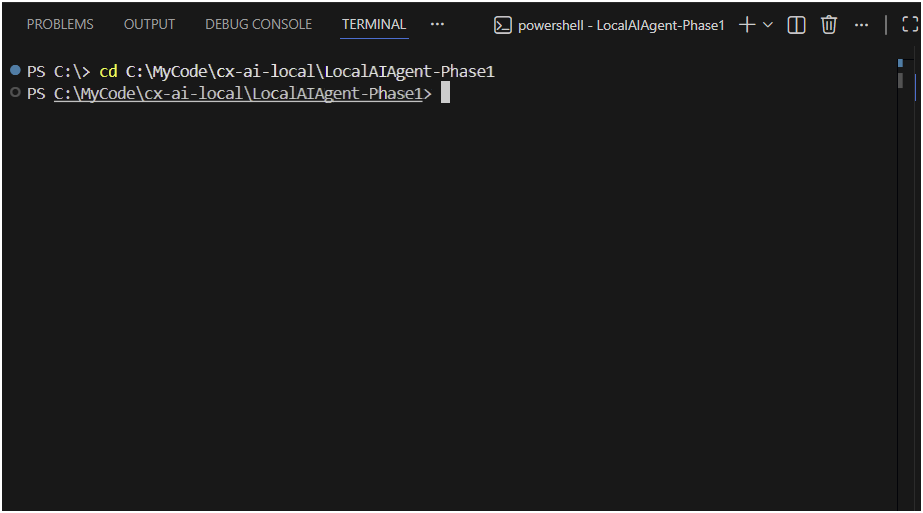 PROBLEMS OUTPUT DEBUG CONSOLE TERMINAL ··· powershell - LocalAIAgent-Phase1 ···
PS C:\> cd C:\MyCode\cx-ai-local\LocalAIAgent-Phase1
PS C:\MyCode\cx-ai-local\LocalAIAgent-Phase1>